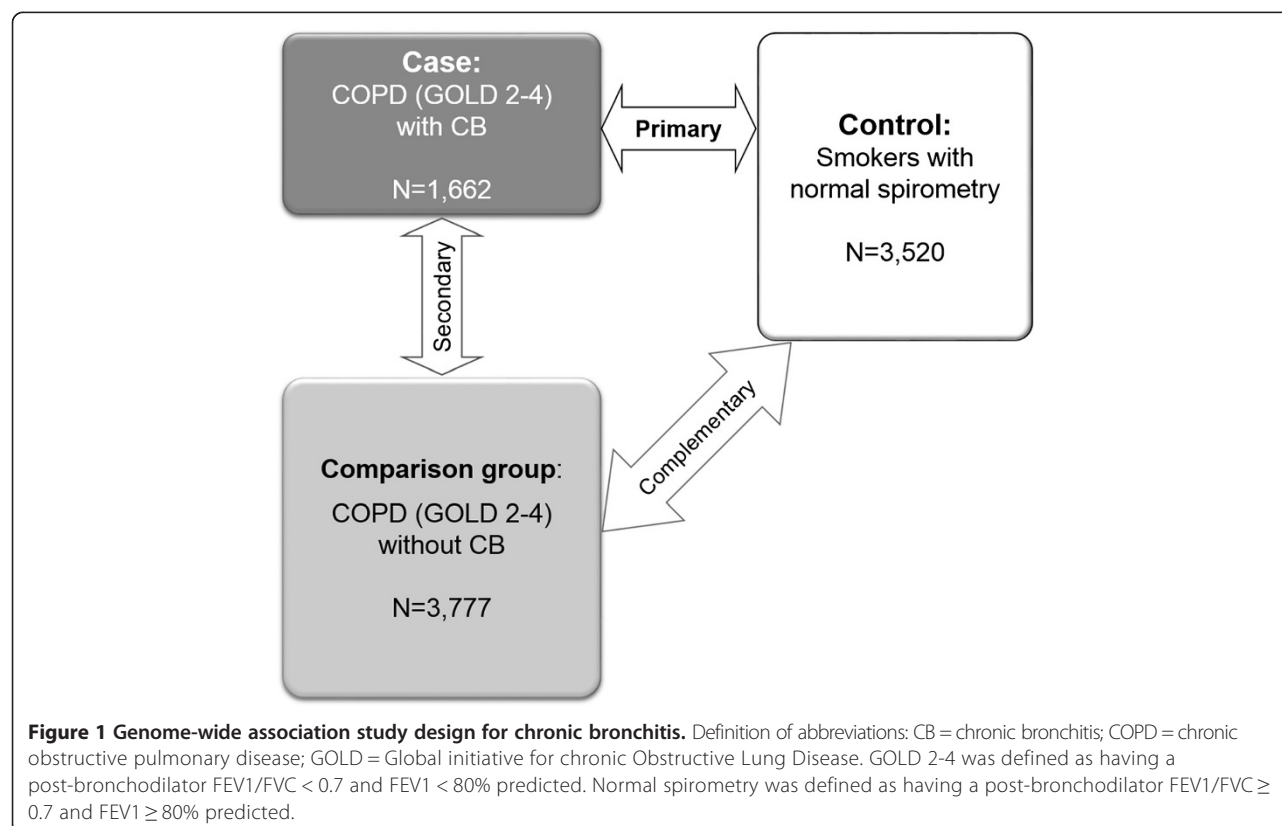 Case:
COPD (GOLD 2-4)
with CB
N=1,662
Primary
Control:
Smokers with
normal spirometry
N=3,520
Secondary
Complementary
Comparison group:
COPD (GOLD 2-4)
without CB
N=3,777
Figure 1 Genome-wide association study design for chronic bronchitis. Definition of abbreviations: CB = chronic bronchitis; COPD = chronic
obstructive pulmonary disease; GOLD = Global initiative for chronic Obstructive Lung Disease. GOLD 2-4 was defined as having a
post-bronchodilator FEV1/FVC < 0.7 and FEV1 < 80% predicted. Normal spirometry was defined as having a post-bronchodilator FEV1/FVC ≥
0.7 and FEV1 ≥ 80% predicted.